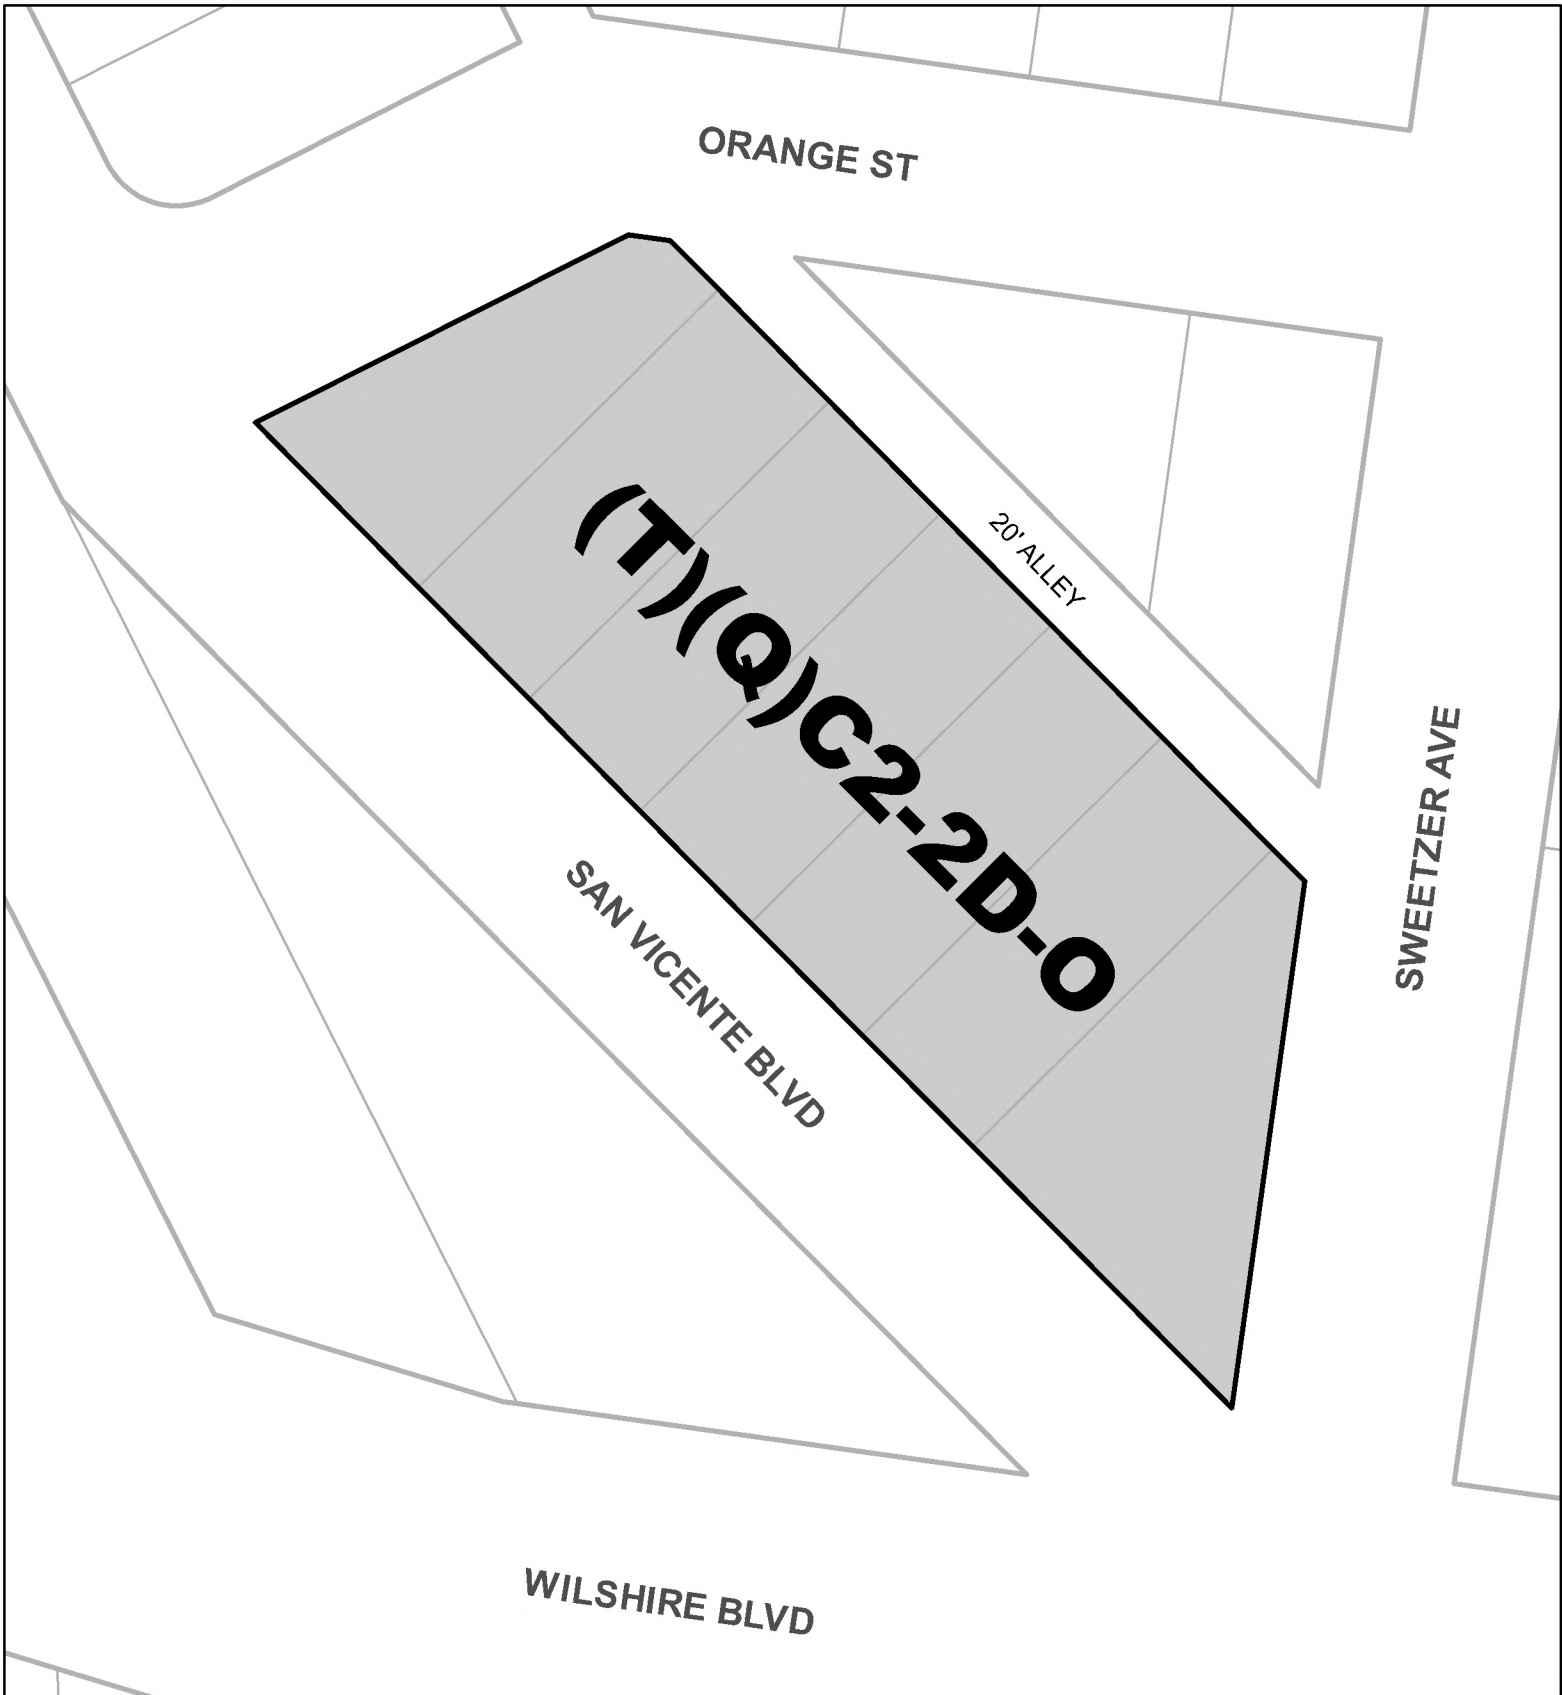 ORANGE ST
20' ALLEY
(T)(Q)C2-2D-O
SWEETZER AVE
SAN VICENTE BLVD
WILSHIRE BLVD